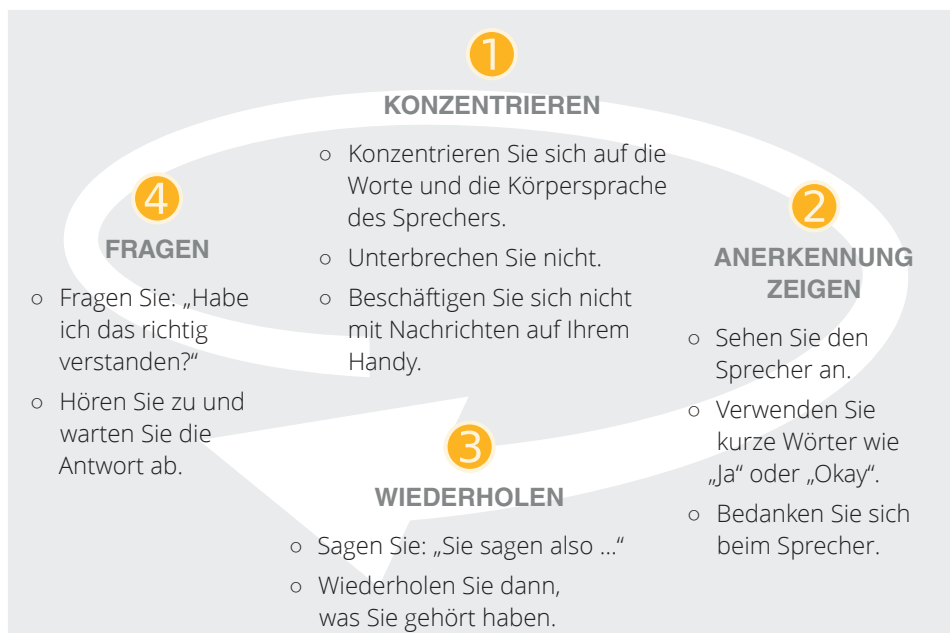 1
KONZENTRIEREN
○ Konzentrieren Sie sich auf die
Worte und die Körpersprache
des Sprechers.
○ Unterbrechen Sie nicht.
○ Beschäftigen Sie sich nicht
mit Nachrichten auf Ihrem
Handy.
2
ANERKENNUNG
ZEIGEN
○ Sehen Sie den
Sprecher an.
○ Verwenden Sie
kurze Wörter wie
„Ja“ oder „Okay“.
○ Bedanken Sie sich
beim Sprecher.
3
WIEDERHOLEN
○ Sagen Sie: „Sie sagen also ...“
○ Wiederholen Sie dann,
was Sie gehört haben.
4
FRAGEN
○ Fragen Sie: „Habe
ich das richtig
verstanden?“
○ Hören Sie zu und
warten Sie die
Antwort ab.